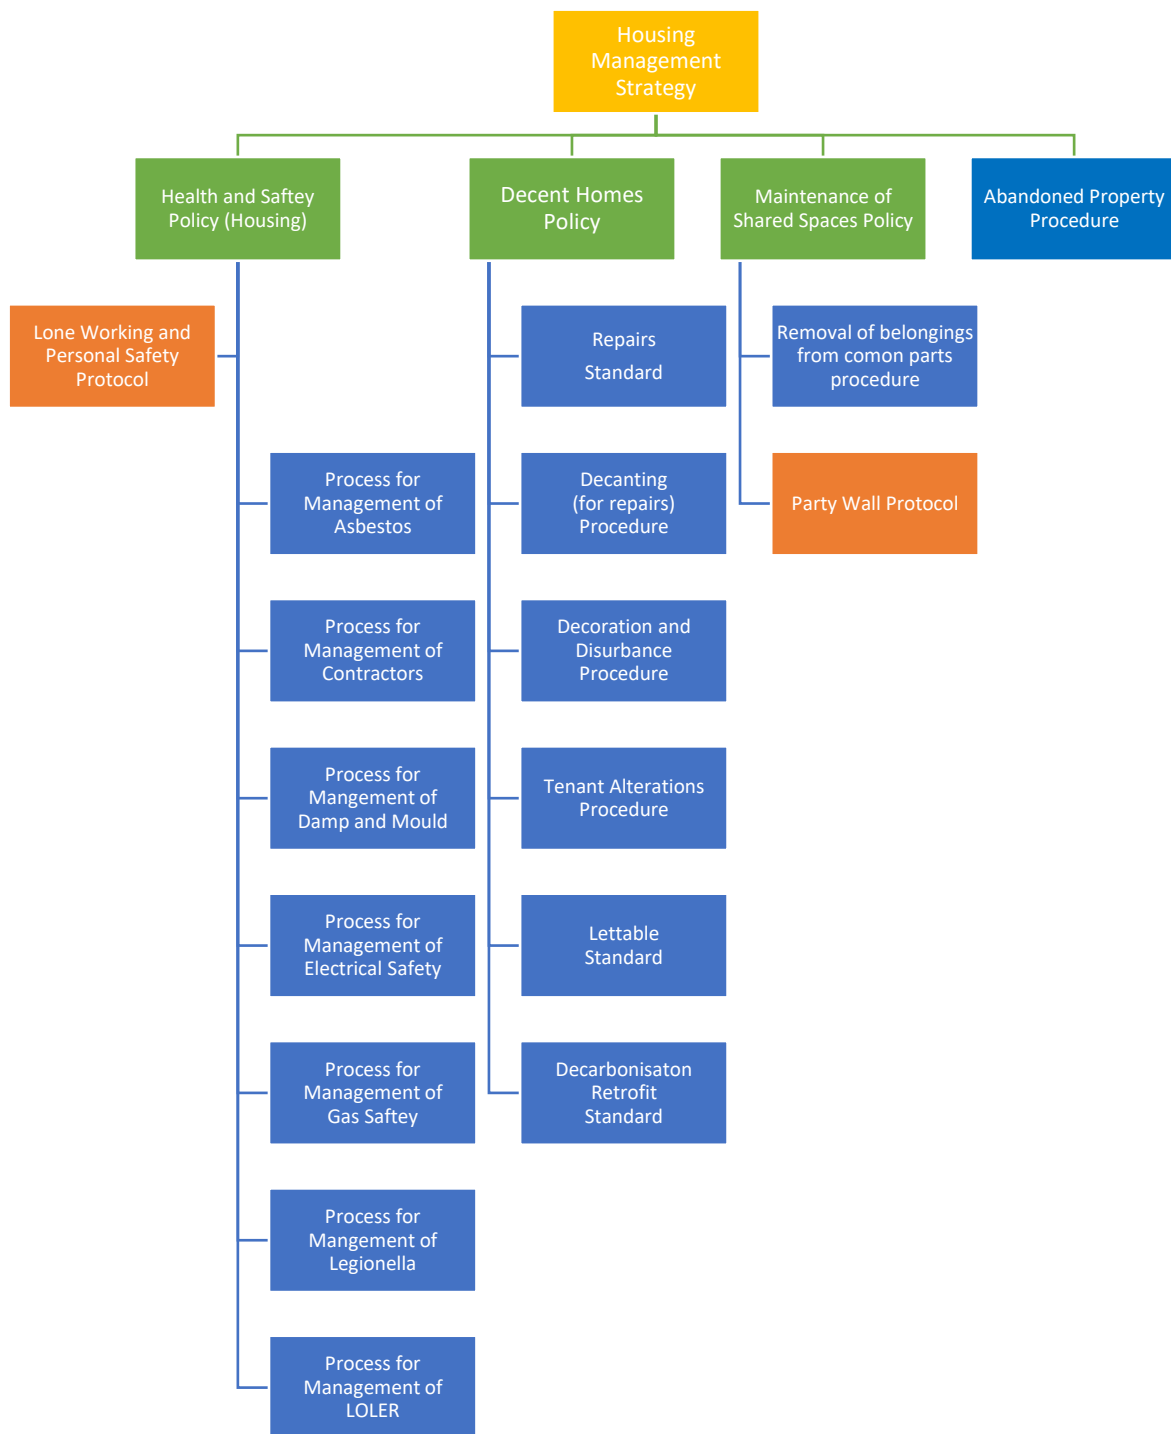 Housing
Management
Strategy
Health and Saftey
Policy (Housing)
Decent Homes
Policy
Maintenance of
Shared Spaces Policy
Abandoned Property
Procedure
Lone Working and
Personal Safety
Protocol
Repairs
Standard
Removal of belongings
from comon parts
procedure
Process for
Management of
Asbestos
Decanting
(for repairs)
Procedure
Party Wall Protocol
Process for
Management of
Contractors
Decoration and
Disurbance
Procedure
Process for
Mangement of
Damp and Mould
Tenant Alterations
Procedure
Process for
Management of
Electrical Safety
Lettable
Standard
Process for
Management of
Gas Saftey
Decarbonisaton
Retrofit
Standard
Process for
Mangement of
Legionella
Process for
Management of
LOLER